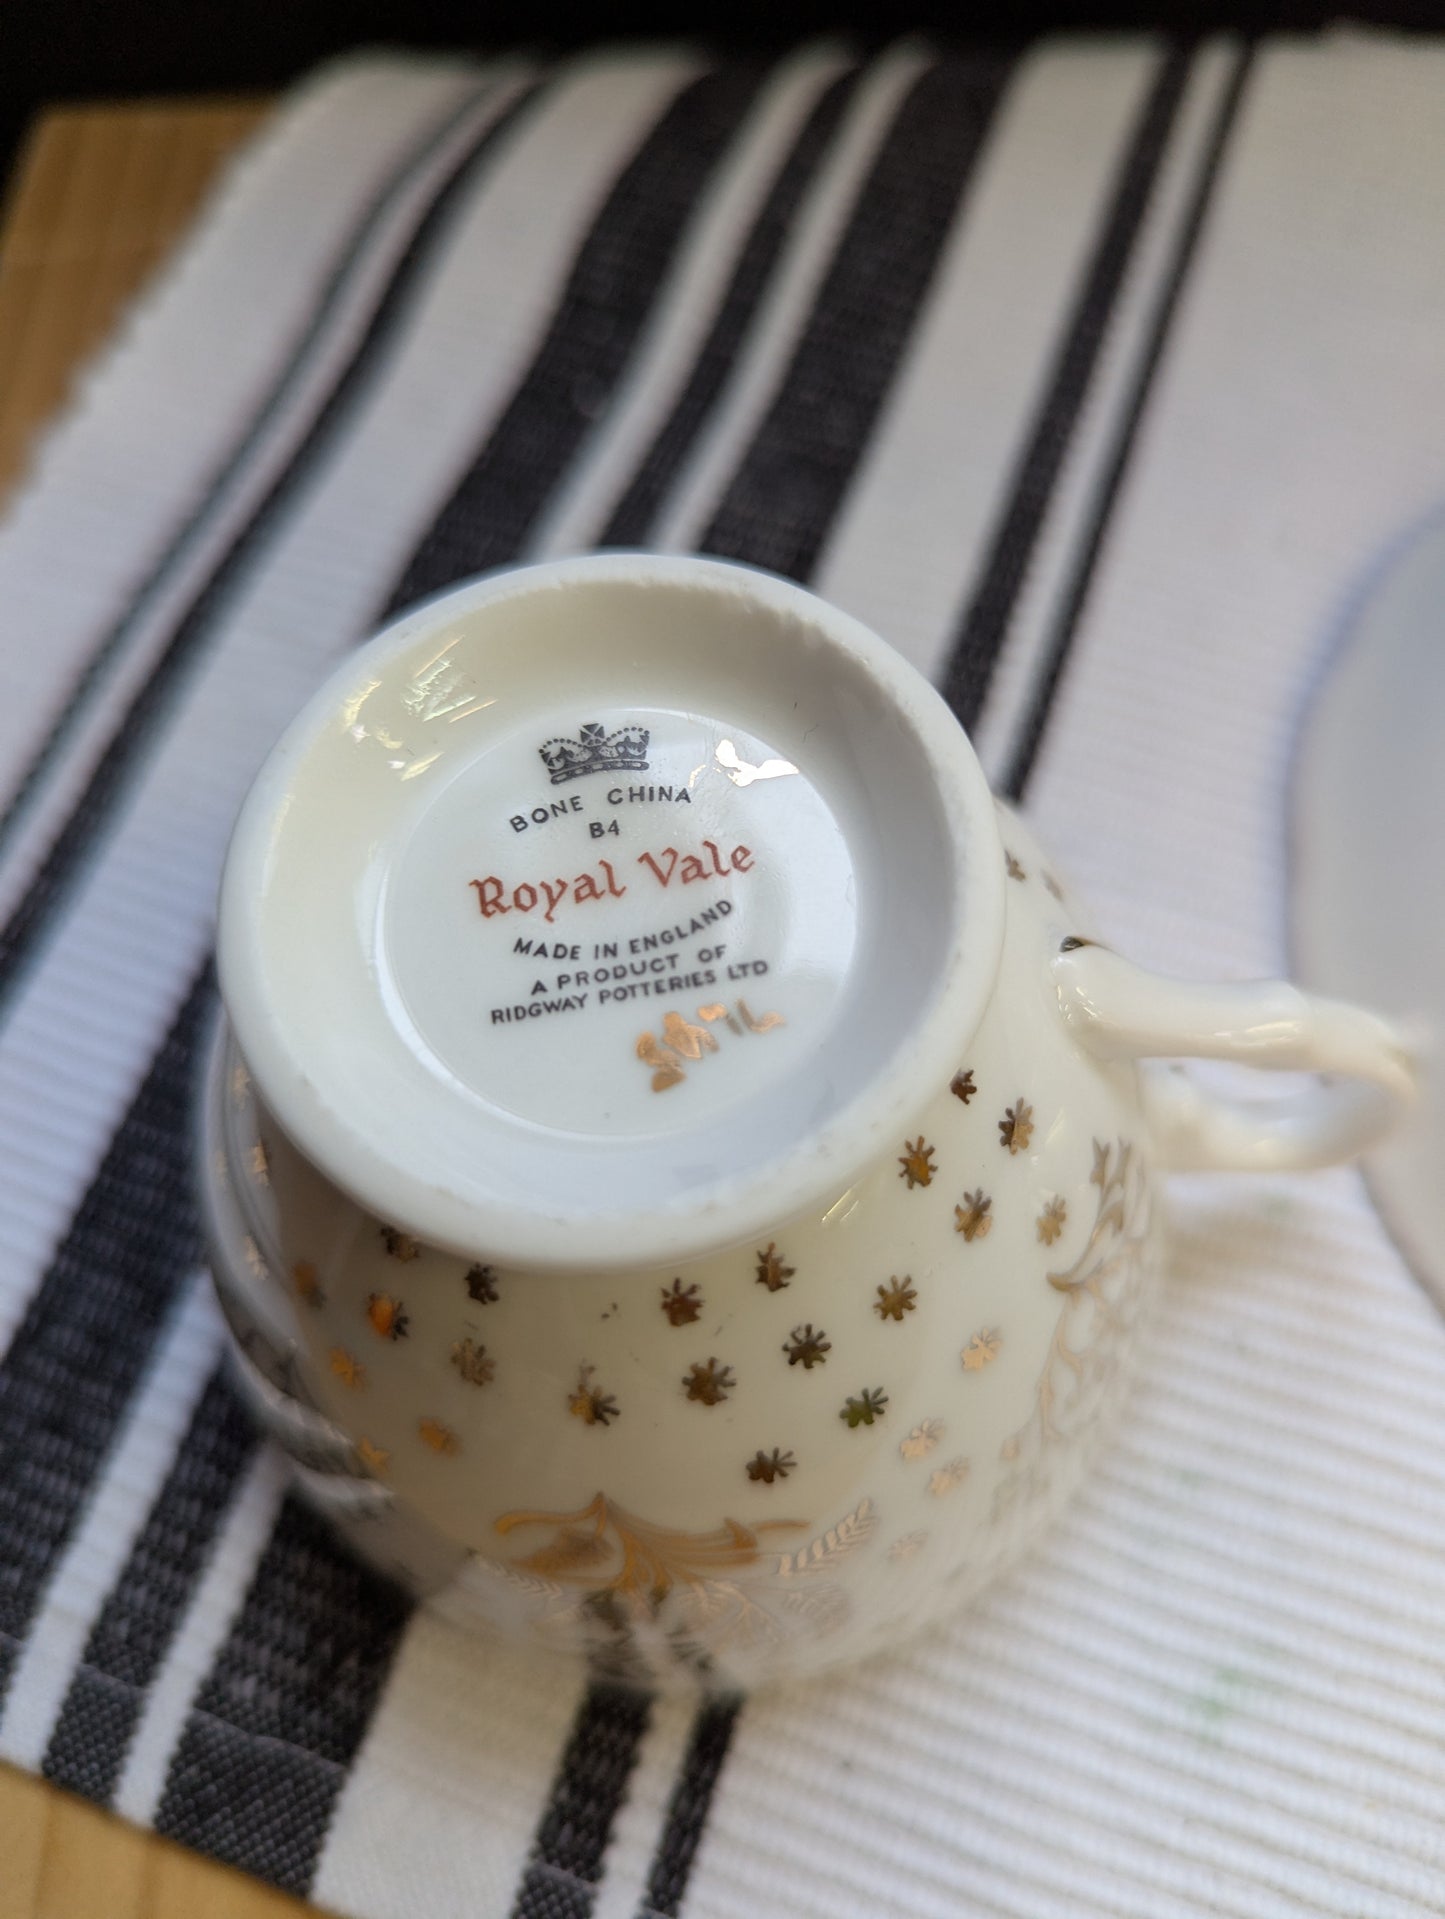 BONE CHINA
B4
Royal Vale
MADE IN ENGLAND
A PRODUCT OF
RIDGWAY POTTERIES LTD